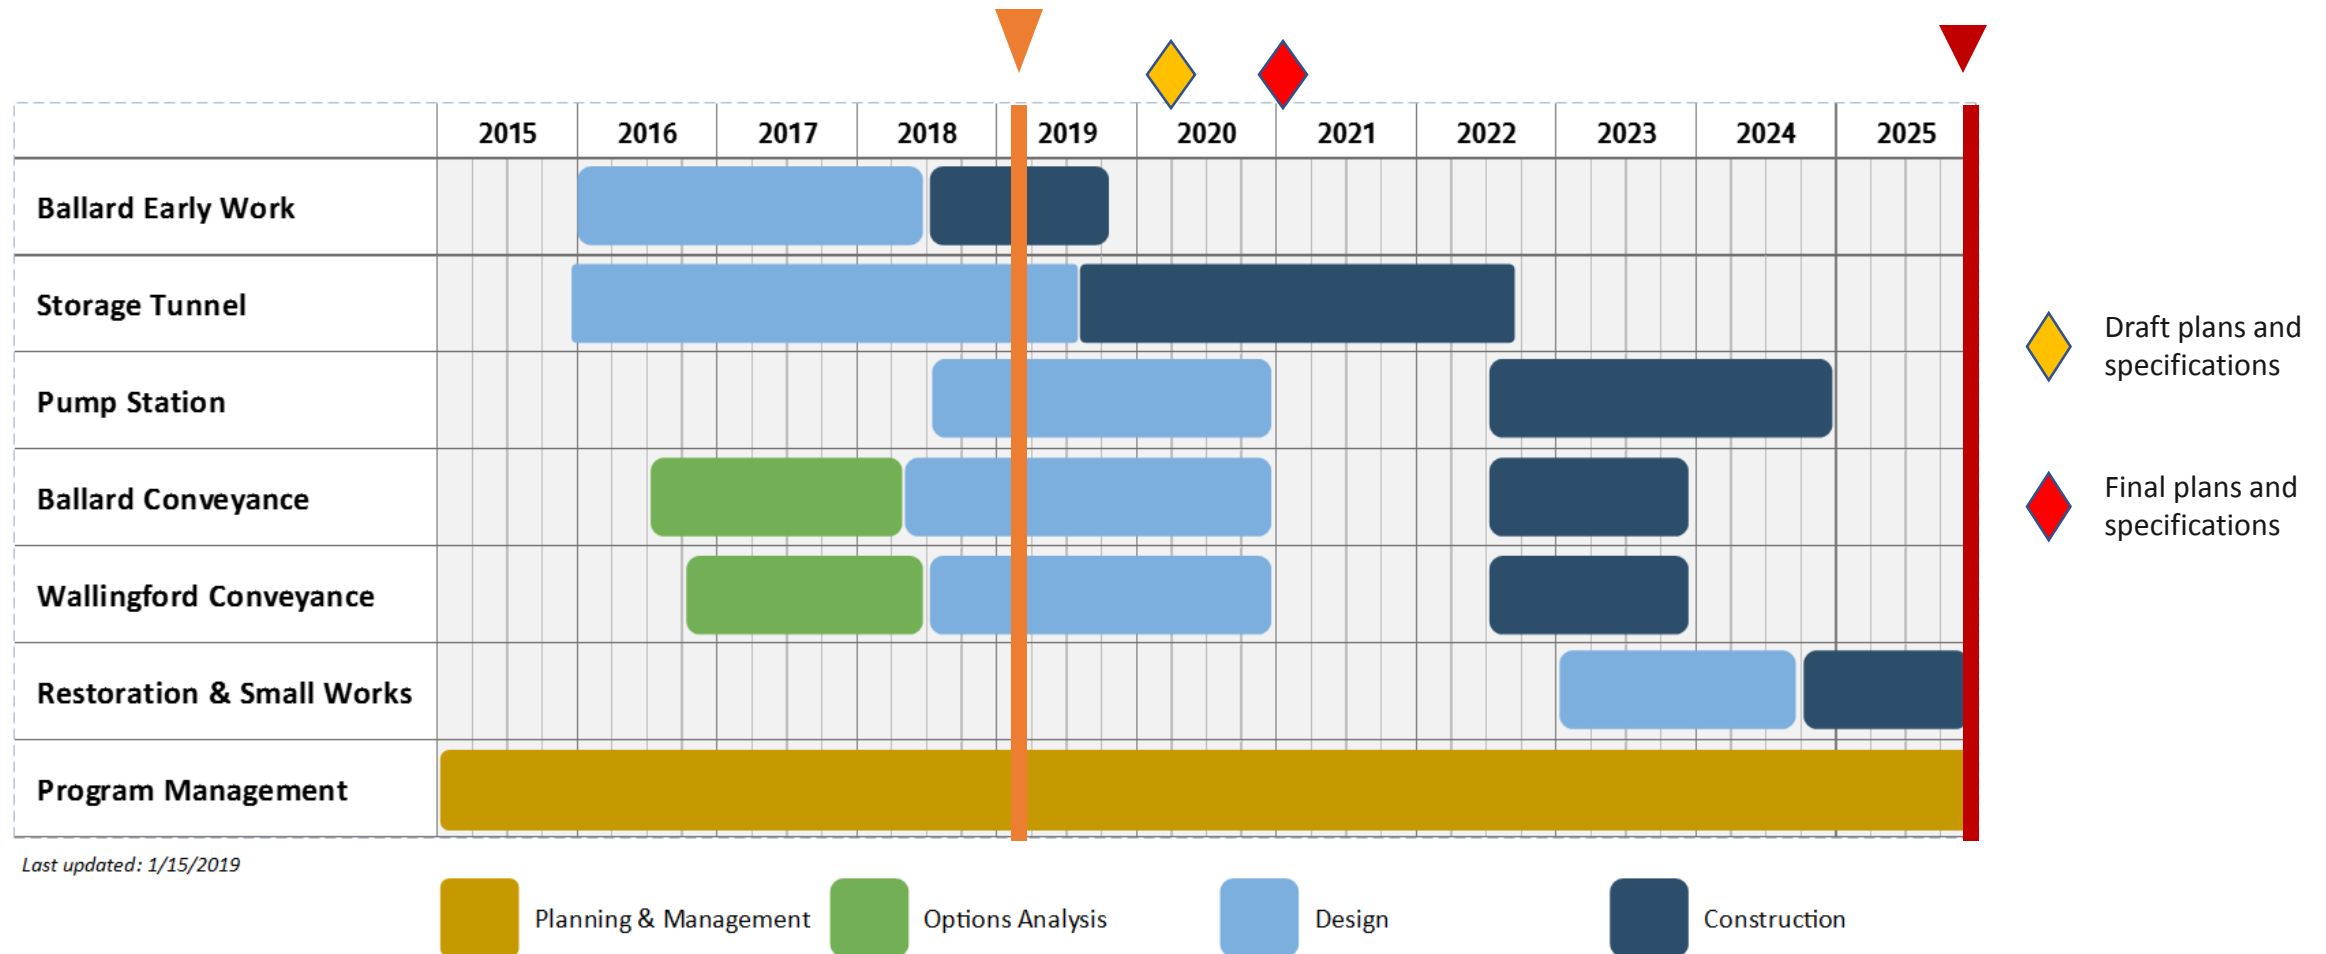 2015 2016 2017 2018 2019 2020 2021 2022 2023 2024 2025
Ballard Early Work
Storage Tunnel
Pump Station
Ballard Conveyance
Wallingford Conveyance
Restoration & Small Works
Program Management
Draft plans and
specifications
Final plans and
specifications
Last updated: 1/15/2019
Planning & Management Options Analysis Design Construction